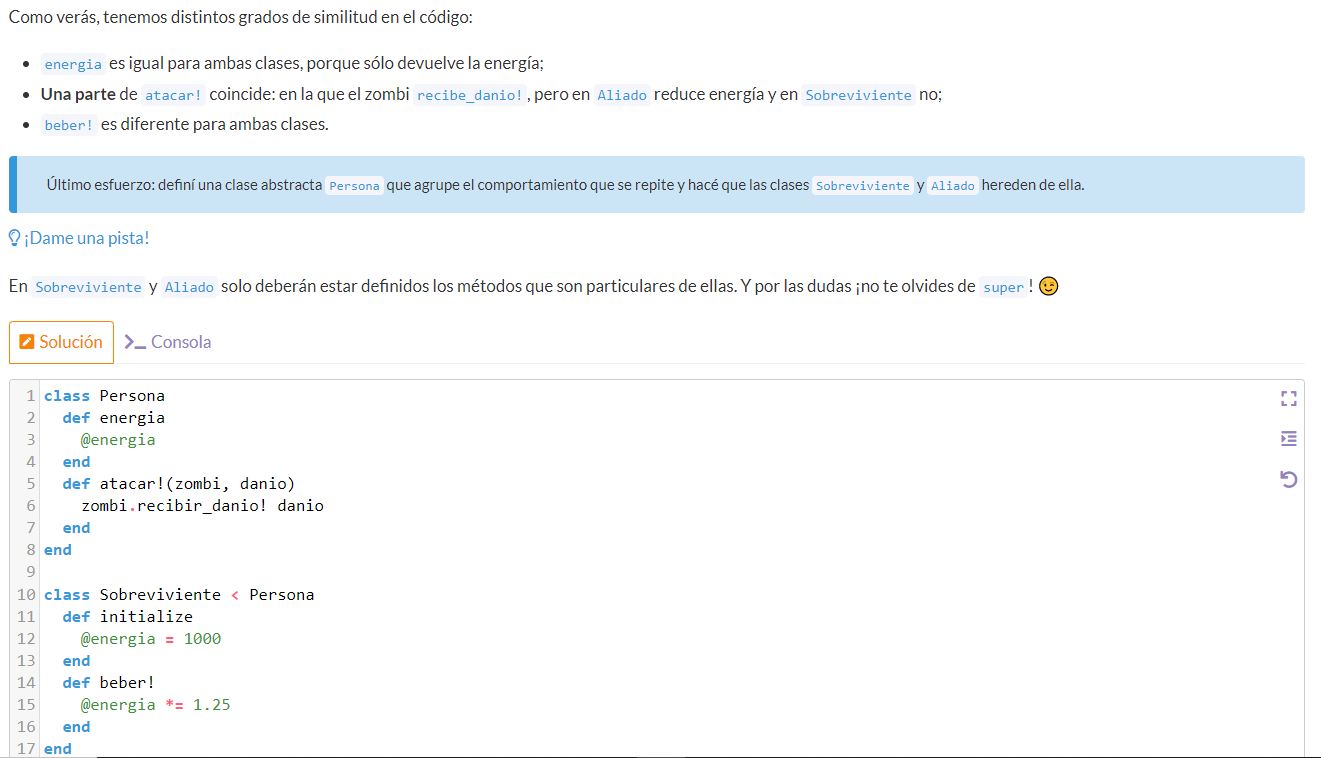 Como verás, tenemos distintos grados de similitud en el código:
energia es igual para ambas clases, porque sólo devuelve la energía;
Una parte de atacar! coincide: en la que el zombi recibe_danio!, pero en Aliado reduce energía y en Sobreviviente no;
beber! es diferente para ambas clases.
Último esfuerzo: definí una clase abstracta Persona que agrupe el comportamiento que se repite y hacé que las clases Sobreviviente y Aliado hereden de ella.
¡Dame una pista!
En Sobreviviente y Aliado solo deberán estar definidos los métodos que son particulares de ellas. Y por las dudas ¡no te olvides de super! 😉
Solución Consola
1 class Persona
2   def energia
3     @energia
4   end
5   def atacar!(zombi, danio)
6     zombi.recibir_danio! danio
7   end
8 end
9
10 class Sobreviviente < Persona
11   def initialize
12     @energia = 1000
13   end
14   def beber!
15     @energia *= 1.25
16   end
17 end